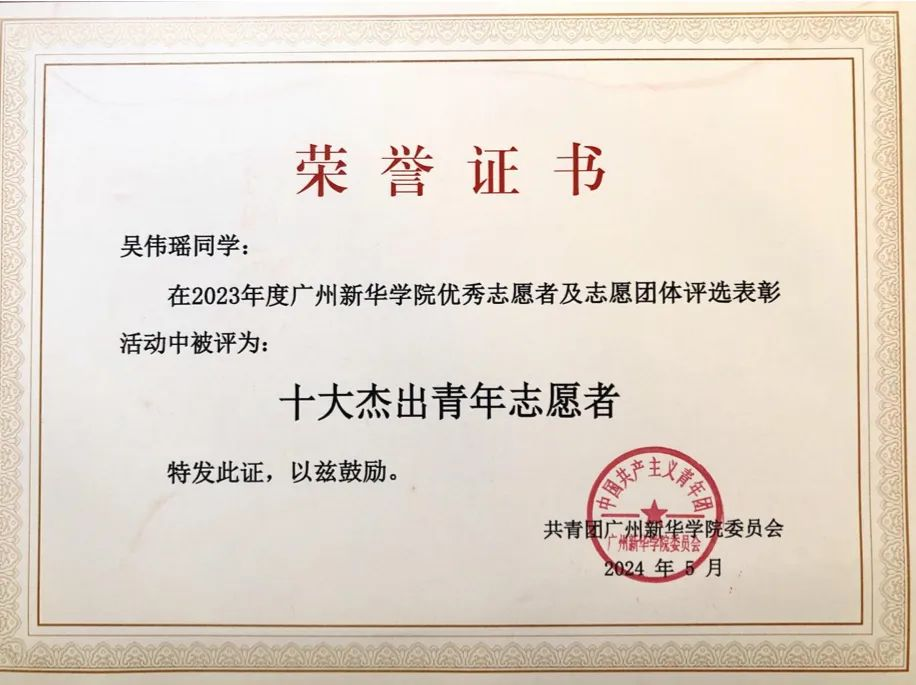 荣誉证书
吴伟瑶同学：
在2023年度广州新华学院优秀志愿者及志愿团体评选表彰
活动中被评为：
十大杰出青年志愿者
特发此证，以兹鼓励。
中国共产主义青年团
共青团广州新华学院委员会
广州新华学院委员会
2024 年 5 月